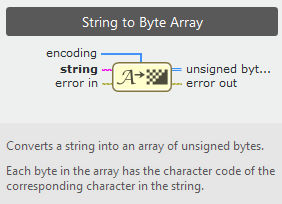 String to Byte Array
encoding
string unsigned byt...
error in error out
A
Converts a string into an array of unsigned bytes.
Each byte in the array has the character code of the
corresponding character in the string.